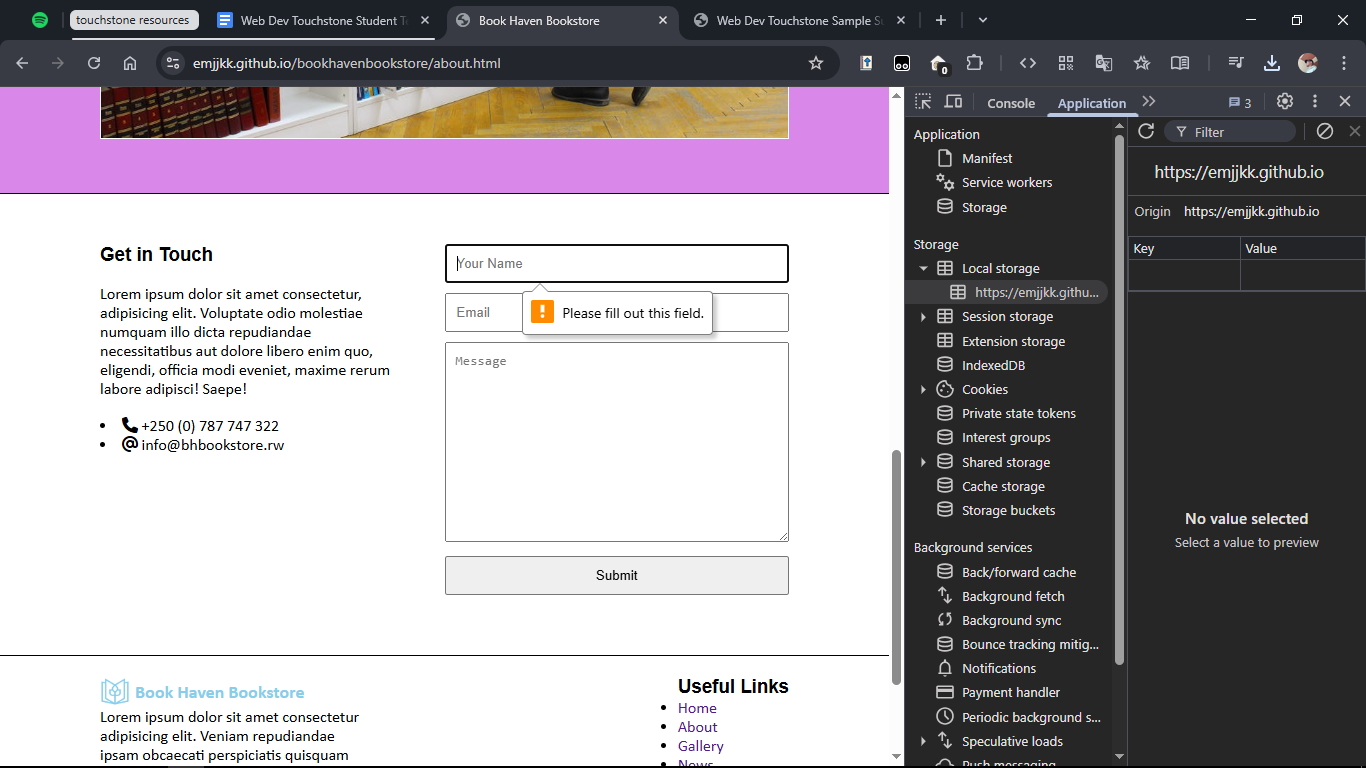 touchstone resources
Web Dev Touchstone Student T
Book Haven Bookstore
Web Dev Touchstone Sample S
emjjkk.github.io/bookhavenbookstore/about.html
0
Get in Touch
Lorem ipsum dolor sit amet consectetur,
adipisicing elit. Voluptate odio molestiae
numquam illo dicta repudiandae
necessitatibus aut dolore libero enim quo,
eligendi, officia modi eveniet, maxime rerum
labore adipisci! Saepe!
+250 (0) 787 747 322
info@bhbookstore.rw
Your Name
Email
Please fill out this field.
Message
Submit
Book Haven Bookstore
Lorem ipsum dolor sit amet consectetur
adipisicing elit. Veniam repudiandae
ipsam obcaecati perspiciatis quisquam
Useful Links
Home
About
Gallery
News
Console
Application
3
Application
Manifest
Service workers
Storage
Storage
Local storage
https://emjjkk.githu...
Session storage
Extension storage
IndexedDB
Cookies
Private state tokens
Interest groups
Shared storage
Cache storage
Storage buckets
Background services
Back/forward cache
Background fetch
Background sync
Bounce tracking mitig...
Notifications
Payment handler
Periodic background s...
Speculative loads
Push messaging
Filter
https://emjjkk.github.io
Origin https://emjjkk.github.io
Key Value
No value selected
Select a value to preview